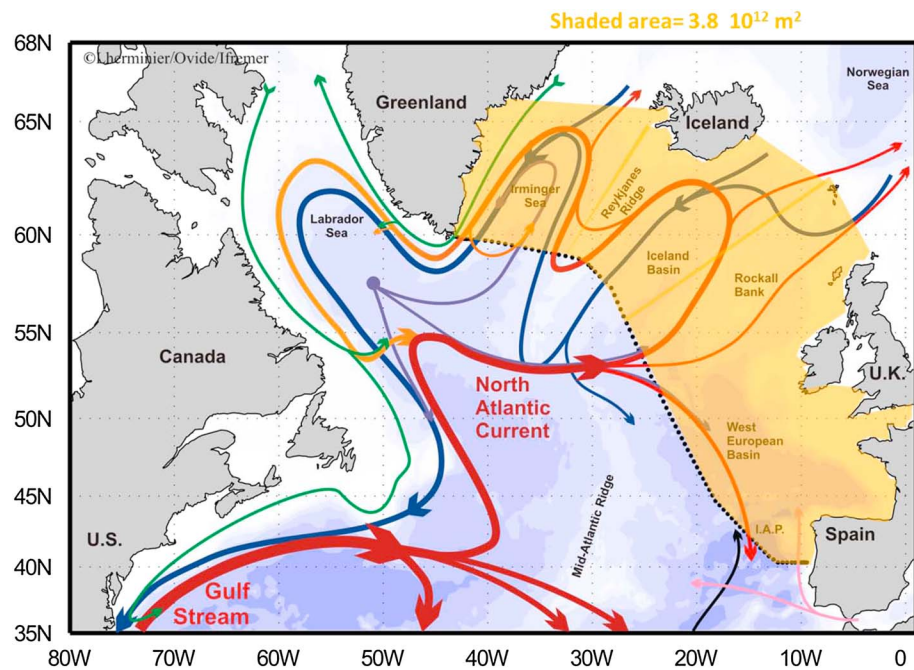 Shaded area= 3.8 10¹² m²
68N
©Lherminier/Ovide/Ifremer
Norwegian
Sea
Greenland
65N
Iceland
Irminger
Sea
Reykjanes
Ridge
Labrador
Sea
60N
Iceland
Basin
Rockall
Bank
55N
Canada
U.K.
North
Atlantic
Current
50N
West
European
Basin
45N
Mid-Atlantic Ridge
I.A.P.
Spain
U.S.
40N
Gulf
Stream
35N
80W
70W
60W
50W
40W
30W
20W
10W
0